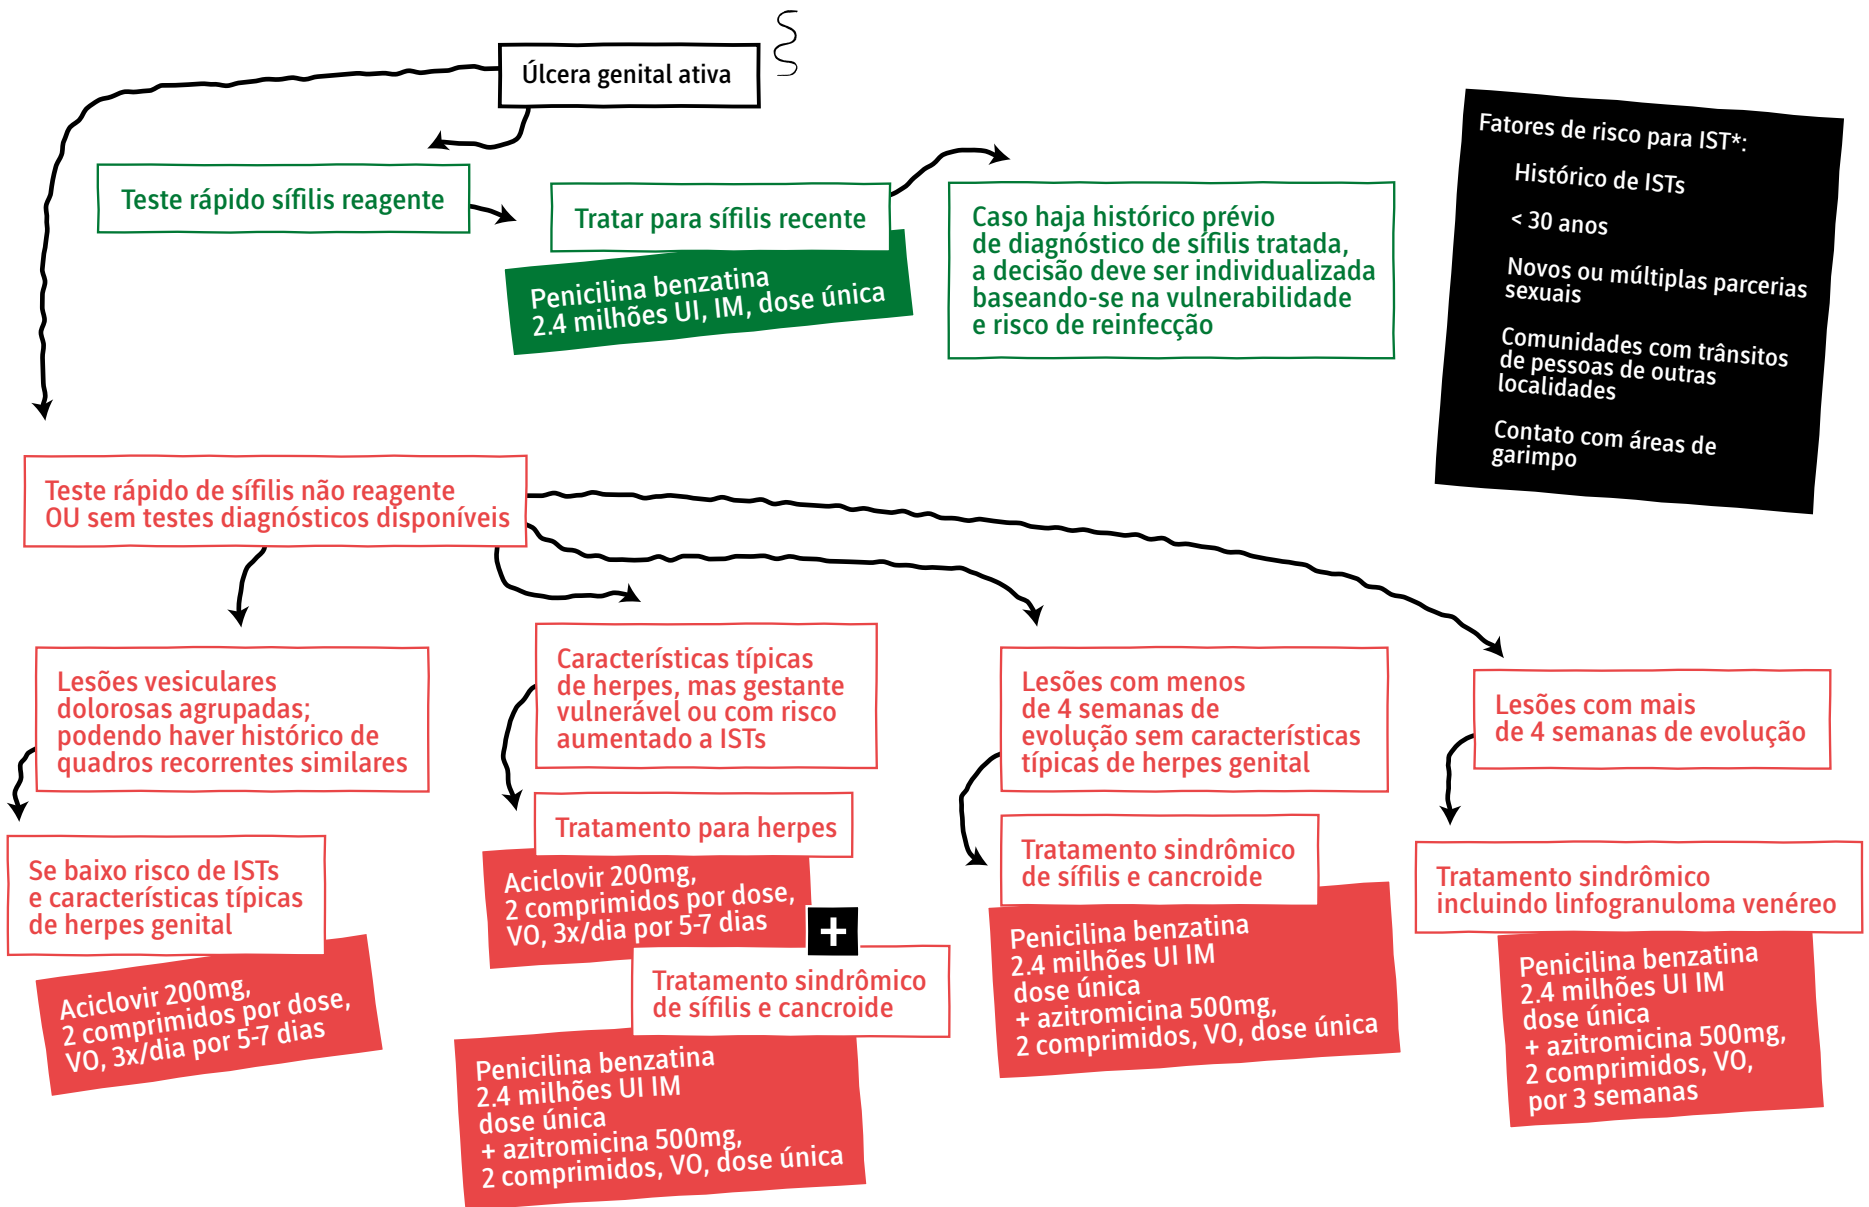 Úlcera genital ativa
Teste rápido sífilis reagente
Tratar para sífilis recente
Penicilina benzatina
2.4 milhões UI, IM, dose única
Caso haja histórico prévio
de diagnóstico de sífilis tratada,
a decisão deve ser individualizada
baseando-se na vulnerabilidade
e risco de reinfecção
Fatores de risco para IST*:
Histórico de ISTs
< 30 anos
Novos ou múltiplas parcerias
sexuais
Comunidades com trânsitos
de pessoas de outras
localidades
Contato com áreas de
garimpo
Teste rápido de sífilis não reagente
OU sem testes diagnósticos disponíveis
Lesões vesiculares
dolorosas agrupadas;
podendo haver histórico de
quadros recorrentes similares
Se baixo risco de ISTs
e características típicas
de herpes genital
Aciclovir 200mg,
2 comprimidos por dose,
VO, 3x/dia por 5-7 dias
Características típicas
de herpes, mas gestante
vulnerável ou com risco
aumentado a ISTs
Tratamento para herpes
Aciclovir 200mg,
2 comprimidos por dose,
VO, 3x/dia por 5-7 dias
+
Tratamento sindrômico
de sífilis e cancroide
Penicilina benzatina
2.4 milhões UI IM
dose única
+ azitromicina 500mg,
2 comprimidos, VO, dose única
Lesões com menos
de 4 semanas de
evolução sem características
típicas de herpes genital
Tratamento sindrômico
de sífilis e cancroide
Penicilina benzatina
2.4 milhões UI IM
dose única
+ azitromicina 500mg,
2 comprimidos, VO, dose única
Lesões com mais
de 4 semanas de evolução
Tratamento sindrômico
incluindo linfogranuloma venéreo
Penicilina benzatina
2.4 milhões UI IM
dose única
+ azitromicina 500mg,
2 comprimidos, VO,
por 3 semanas